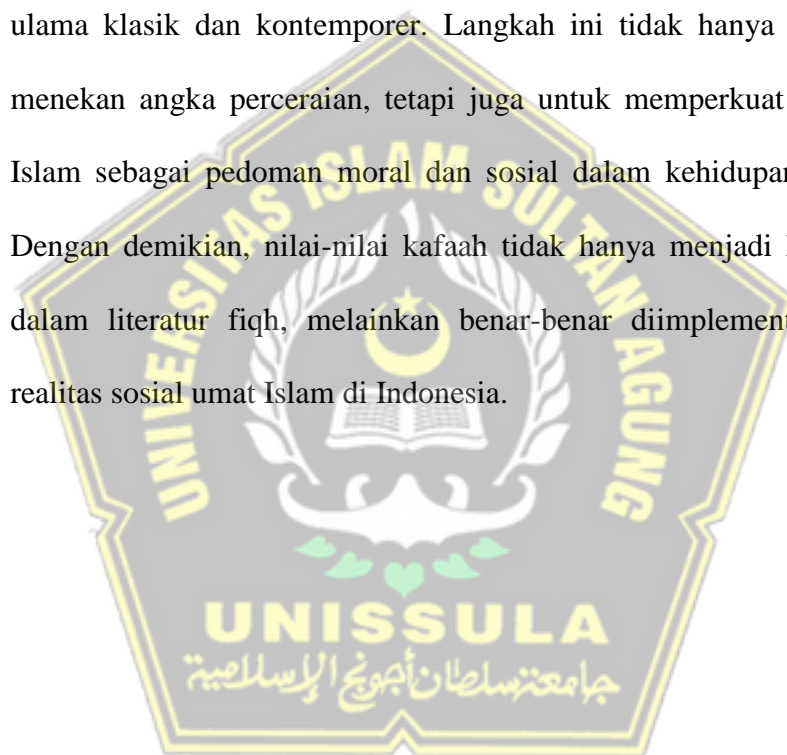 ulama klasik dan kontemporer. Langkah ini tidak hanya
menekan angka perceraian, tetapi juga untuk memperkuat
Islam sebagai pedoman moral dan sosial dalam kehidupan
Dengan demikian, nilai-nilai kafaah tidak hanya menjadi
dalam literatur fiqh, melainkan benar-benar diimplement
realitas sosial umat Islam di Indonesia.
UNIVERSITAS ISLAM SULTAN AGUNG
UNISSULA
جامعة سلطان أجونج الإسلامية